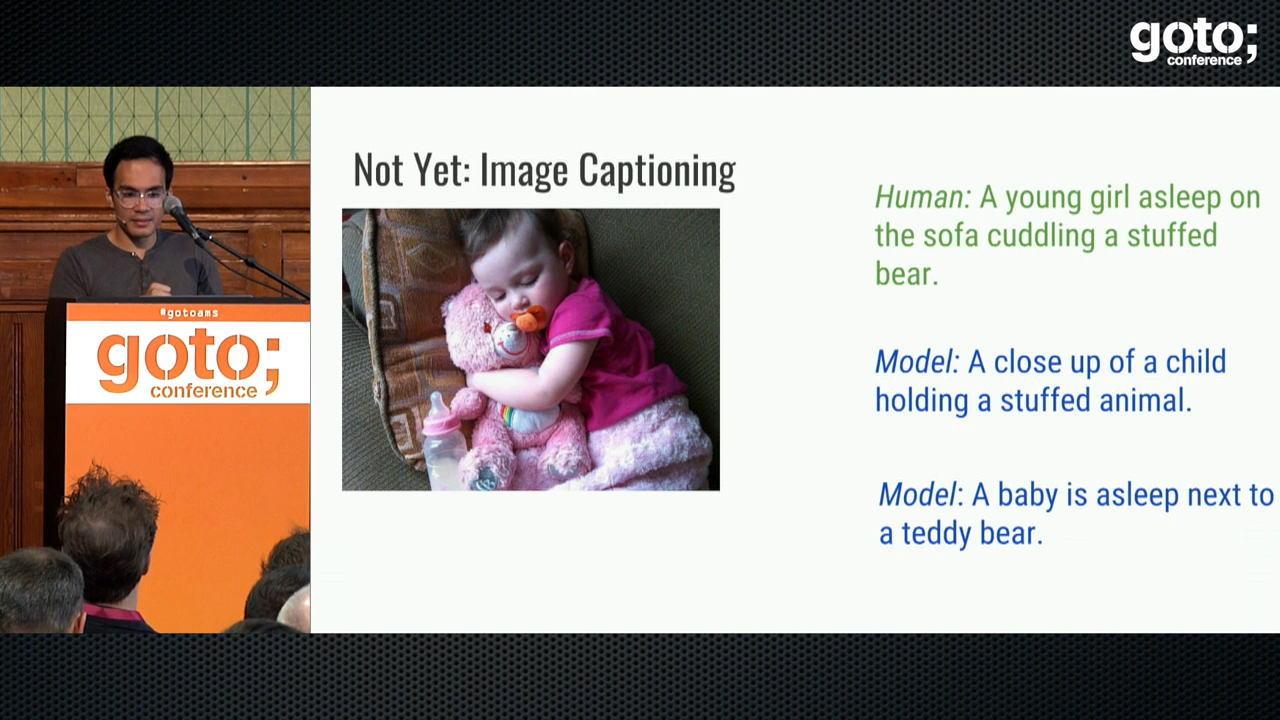 goto;
conference
@gotoams
goto;
conference
Not Yet: Image Captioning
Human: A young girl asleep on
the sofa cuddling a stuffed
bear.
Model: A close up of a child
holding a stuffed animal.
Model: A baby is asleep next to
a teddy bear.